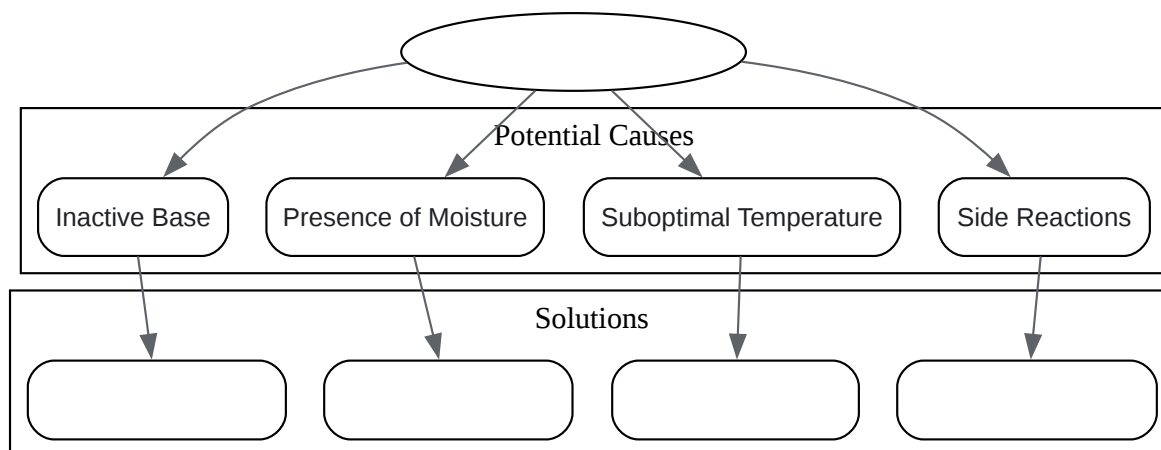 Potential Causes
Inactive Base
Presence of Moisture
Suboptimal Temperature
Side Reactions
Solutions